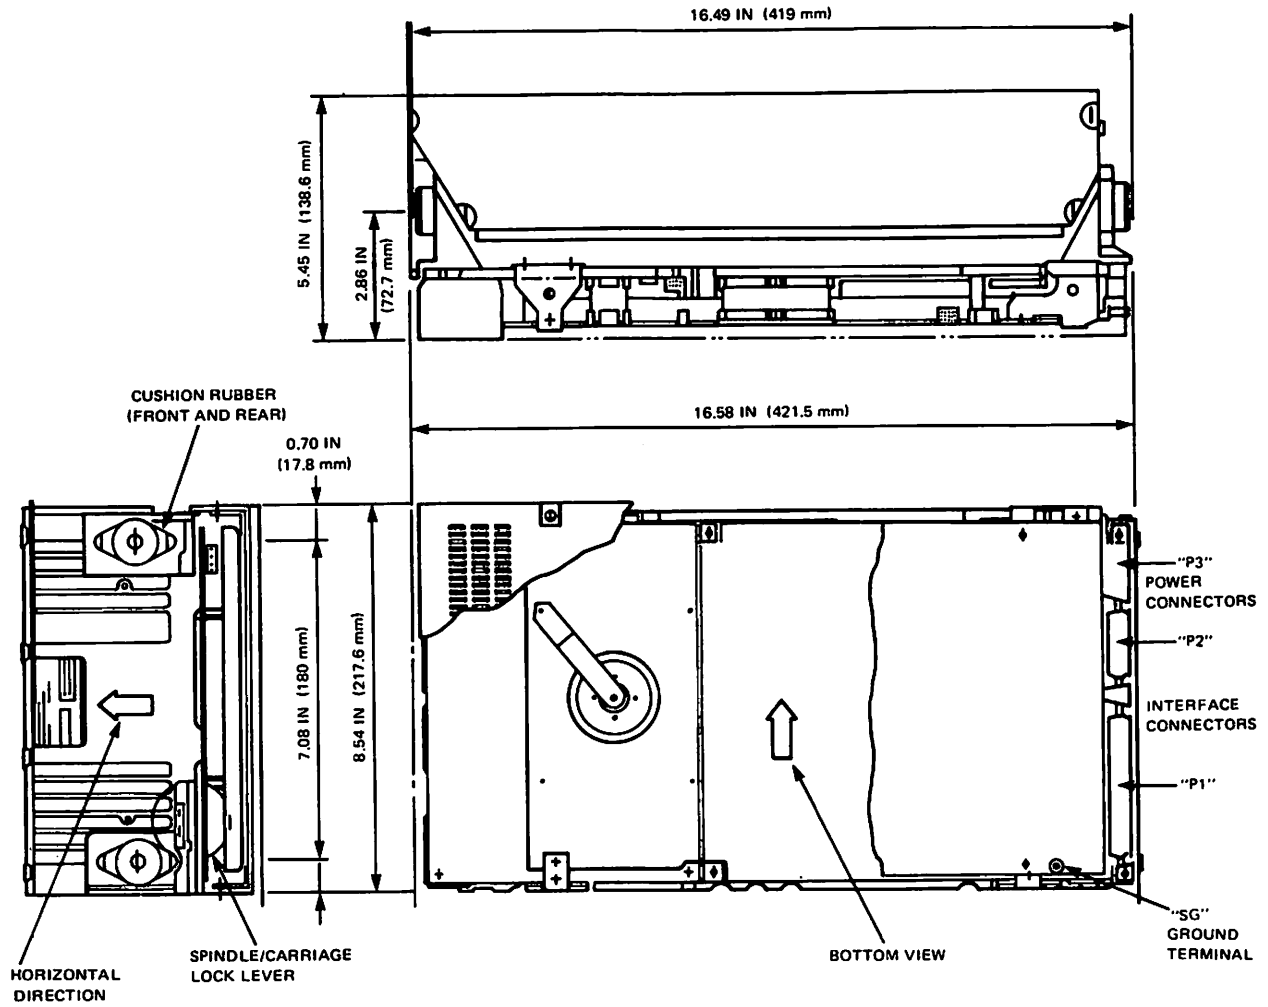 16.49 IN (419 mm)
5.45 IN (138.6 mm)
2.86 IN
(72.7 mm)
CUSHION RUBBER
(FRONT AND REAR)
16.58 IN (421.5 mm)
0.70 IN
(17.8 mm)
7.08 IN (180 mm)
8.54 IN (217.6 mm)
"P3"
POWER
CONNECTORS
"P2"
INTERFACE
CONNECTORS
"P1"
"SG"
GROUND
TERMINAL
BOTTOM VIEW
SPINDLE/CARRIAGE
LOCK LEVER
HORIZONTAL
DIRECTION